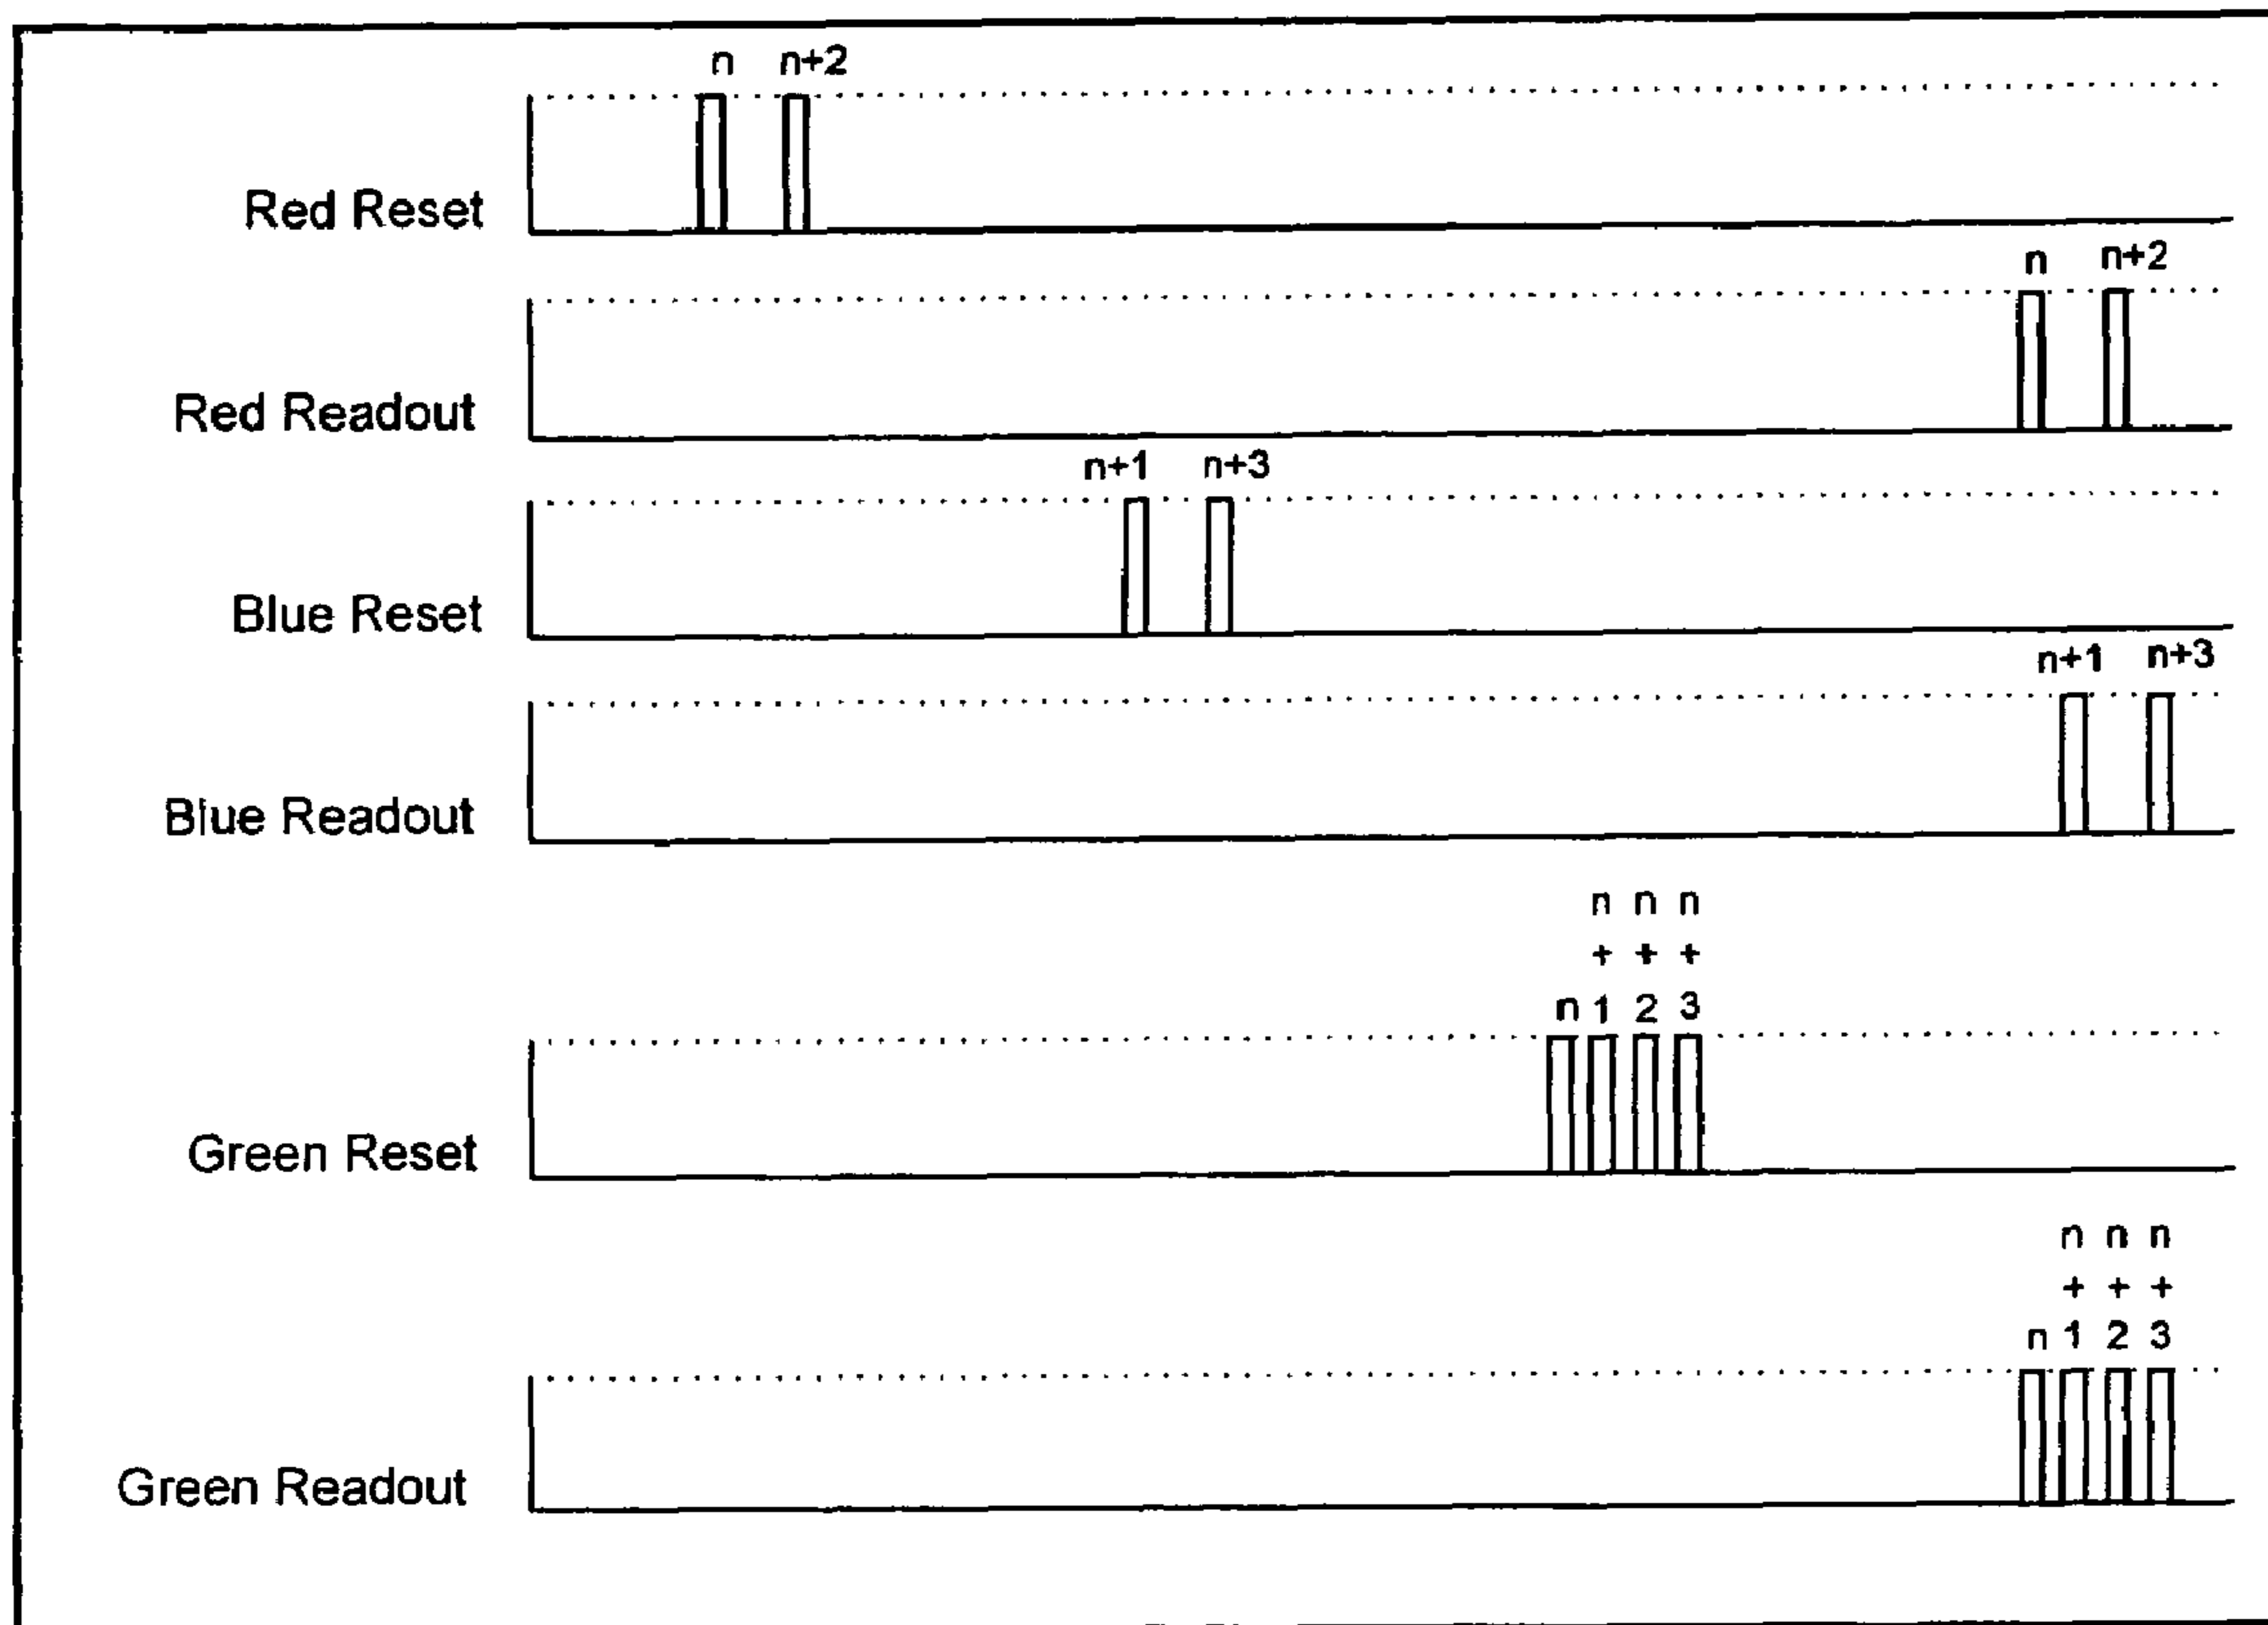 n n+2
Red Reset
n n+2
Red Readout
n+1 n+3
Blue Reset
n+1 n+3
Blue Readout
n n n
+ + +
n 1 2 3
Green Reset
n n n
+ + +
n 1 2 3
Green Readout